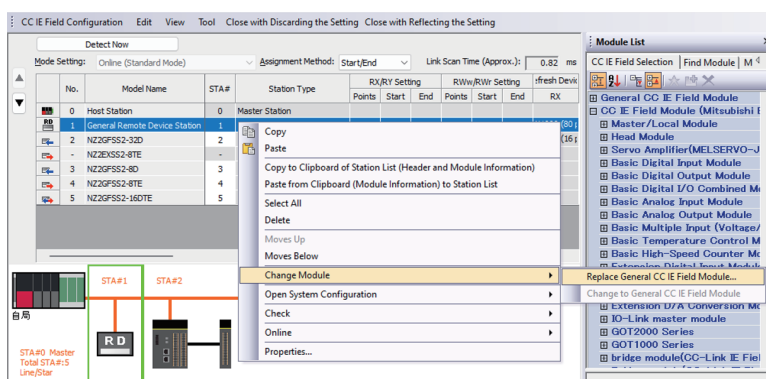 CC IE Field Configuration Edit View Tool Close with Discarding the Setting Close with Reflecting the Setting
Detect Now
Mode Setting: Online (Standard Mode) Assignment Method: Start/End Link Scan Time (Approx.): 0.82 ms
No. Model Name STA# Station Type RX/RY Setting RWw/RWr Setting
Points Start End Points Start End RX
0 Host Station 0 Master Station
1 General Remote Device Station 1
2 NZ2GFSS2-32D 2
- NZ2EXSS2-8TE -
3 NZ2GFSS2-8D 3
4 NZ2GFSS2-8TE 4
5 NZ2GFSS2-16DTE 5
Copy
Paste
Copy to Clipboard of Station List (Header and Module Information)
Paste from Clipboard (Module Information) to Station List
Select All
Delete
Moves Up
Moves Below
Change Module
Open System Configuration
Check
Online
Properties...
Replace General CC IE Field Module...
Change to General CC IE Field Module
STA#1 STA#2
自局
RD
STA#0 Master
Total STA#:5
Line/Star
Module List
CC IE Field Selection Find Module M
General CC IE Field Module
CC IE Field Module (Mitsubishi
Master/Local Module
Head Module
Servo Amplifier(MELSERVO-J
Basic Digital Input Module
Basic Digital Output Module
Basic Digital I/O Combined M
Basic Analog Input Module
Basic Analog Output Module
Basic Multiple Input (Voltage/
Basic Temperature Control M
Basic High-Speed Counter Mo
Extension D/A Conversion Mo
IO-Link master module
GOT2000 Series
GOT1000 Series
bridge module(CC-Link IE Fiel